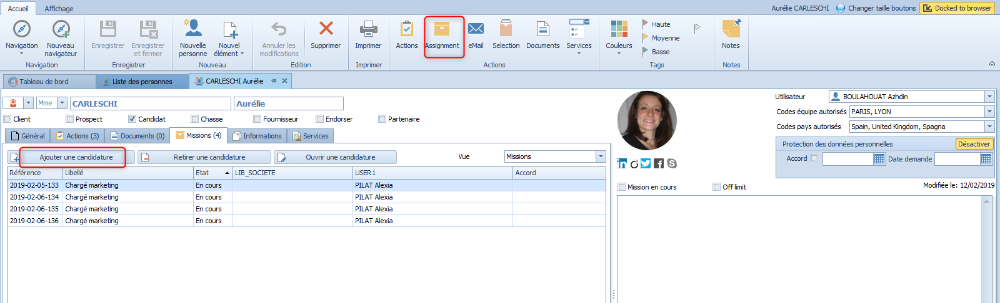 Accueil Affichage Aurélie CARLESCHI Changer taille boutons Docked to browser
Navigation Nouveau navigateur Enregistrer Enregistrer et fermer Nouvelle personne Nouvel élément Annuler les modifications Supprimer Imprimer Actions Assignment eMail Selection Documents Services Couleurs Haute Moyenne Basse Notes
Navigation Enregistrer Nouveau Edition Imprimer Actions Tags Notes
Tableau de bord Liste des personnes CARLESCHI Aurélie
Mme CARLESCHI Aurélie
Client Prospect Candidat Chasse Fournisseur Endorser Partenaire
Général Actions (3) Documents (0) Missions (4) Informations Services
Ajouter une candidature Retirer une candidature Ouvrir une candidature Vue Missions
Référence Libellé Etat LIB_SOCIETE USER1 Accord
2019-02-05-133 Chargé marketing En cours PILAT Alexia
2019-02-06-134 Chargé marketing En cours PILAT Alexia
2019-02-06-135 Chargé marketing En cours PILAT Alexia
2019-02-06-136 Chargé marketing En cours PILAT Alexia
Utilisateur BOULAHOUAT Azhdin
Codes équipe autorisés PARIS, LYON
Codes pays autorisés Spain, United Kingdom, Spagna
Protection des données personnelles Désactiver
Accord Date demande
Mission en cours Off limit Modifiée le: 12/02/2019